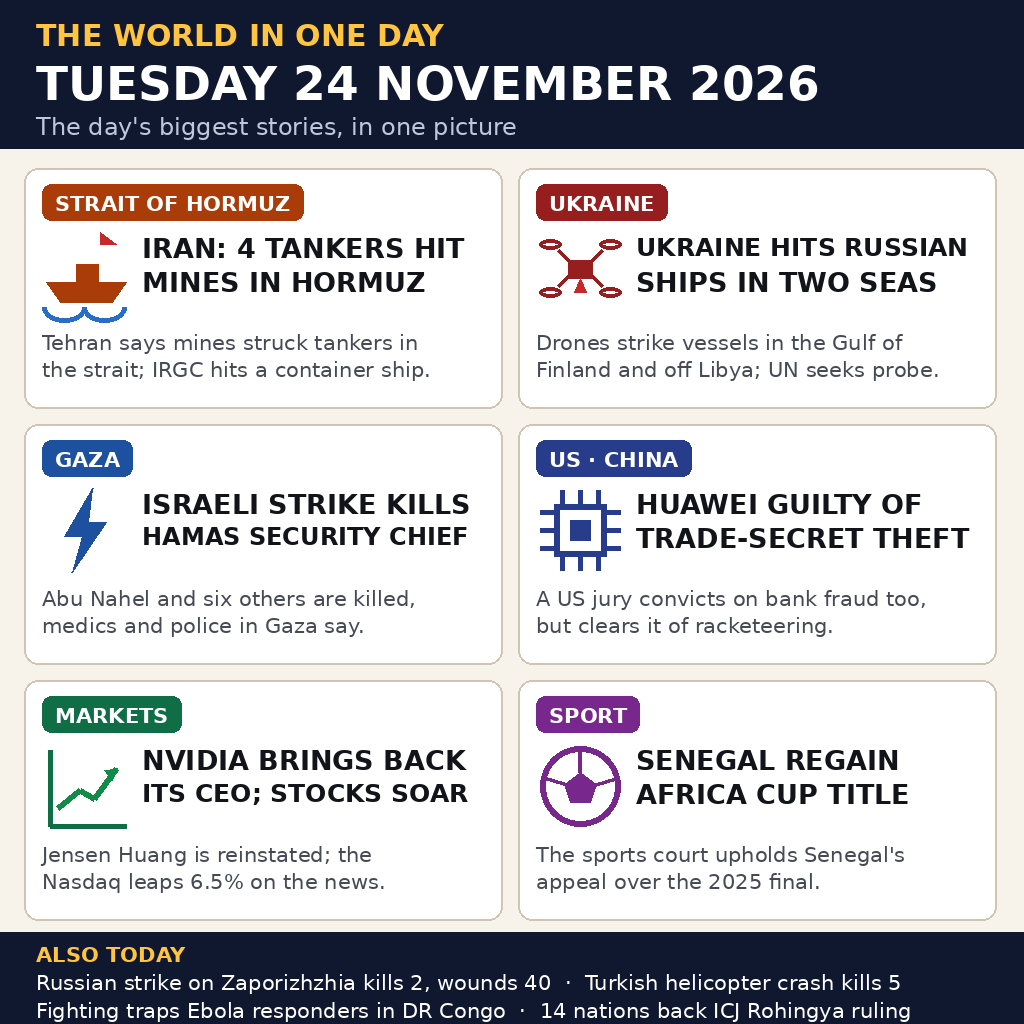 THE WORLD IN ONE DAY
TUESDAY 24 NOVEMBER 2026
The day's biggest stories, in one picture
STRAIT OF HORMUZ
IRAN: 4 TANKERS HIT
MINES IN HORMUZ
Tehran says mines struck tankers in
the strait; IRGC hits a container ship.
UKRAINE
UKRAINE HITS RUSSIAN
SHIPS IN TWO SEAS
Drones strike vessels in the Gulf of
Finland and off Libya; UN seeks probe.
GAZA
ISRAELI STRIKE KILLS
HAMAS SECURITY CHIEF
Abu Nahel and six others are killed,
medics and police in Gaza say.
US · CHINA
HUAWEI GUILTY OF
TRADE-SECRET THEFT
A US jury convicts on bank fraud too,
but clears it of racketeering.
MARKETS
NVIDIA BRINGS BACK
ITS CEO; STOCKS SOAR
Jensen Huang is reinstated; the
Nasdaq leaps 6.5% on the news.
SPORT
SENEGAL REGAIN
AFRICA CUP TITLE
The sports court upholds Senegal's
appeal over the 2025 final.
ALSO TODAY
Russian strike on Zaporizhzhia kills 2, wounds 40 · Turkish helicopter crash kills 5
Fighting traps Ebola responders in DR Congo · 14 nations back ICJ Rohingya ruling